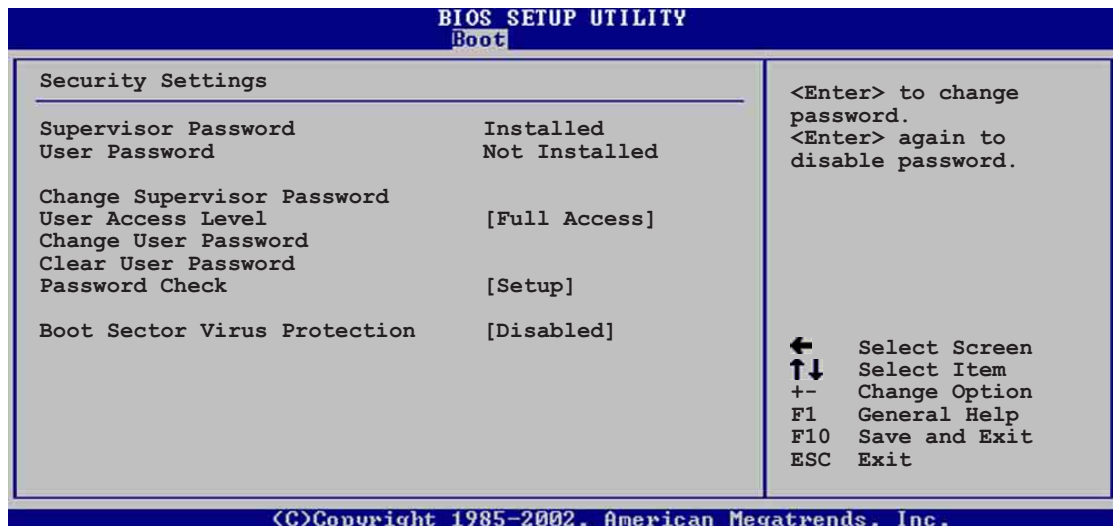 BIOS SETUP UTILITY
Boot
Security Settings
Supervisor Password Installed
User Password Not Installed
Change Supervisor Password
User Access Level [Full Access]
Change User Password
Clear User Password
Password Check [Setup]
Boot Sector Virus Protection [Disabled]
<Enter> to change
password.
<Enter> again to
disable password.
← Select Screen
↑↓ Select Item
+- Change Option
F1 General Help
F10 Save and Exit
ESC Exit
(C)Copyright 1985-2002, American Megatrends, Inc.